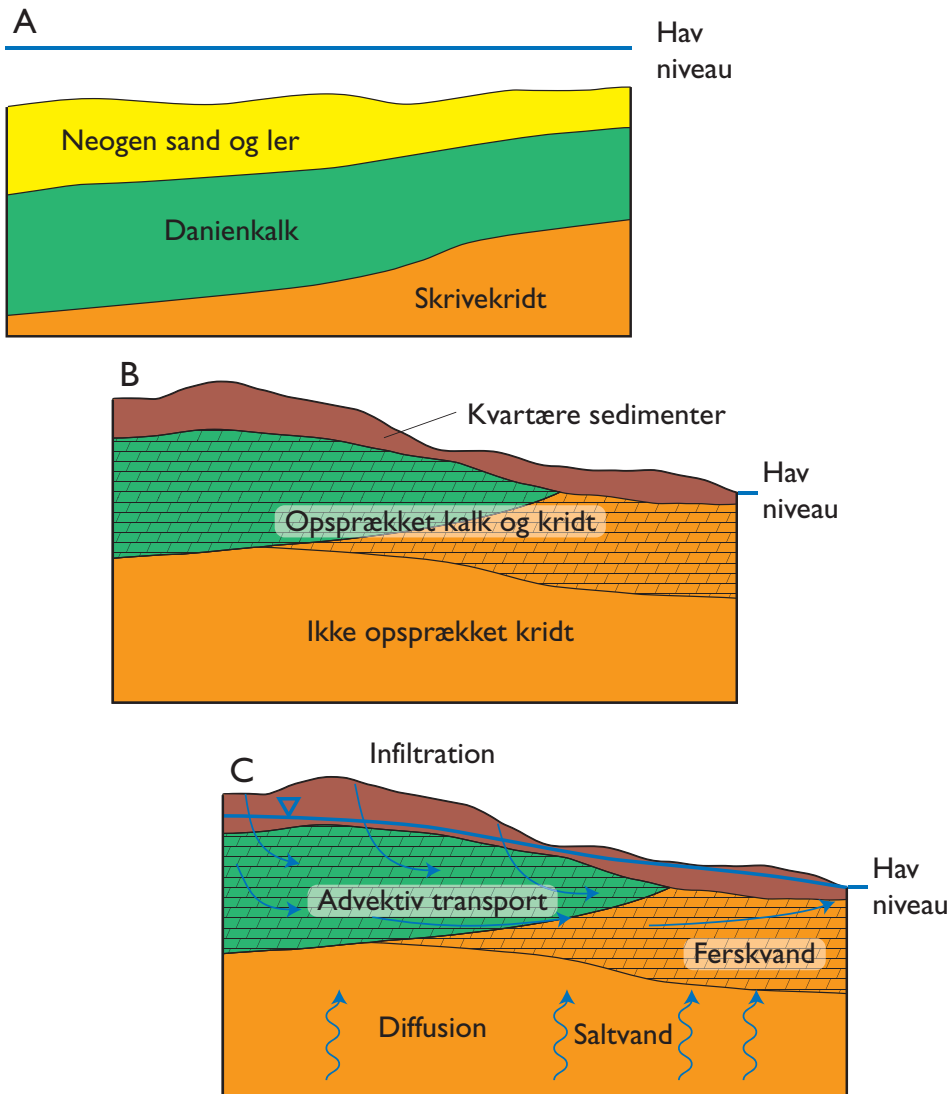 A
Hav
niveau
Neogen sand og ler
Danienkalk
Skrivekridt
B
Kvartære sedimenter
Hav
niveau
Opsprækket kalk og kridt
Ikke opsprækket kridt
Infiltration
C
Hav
niveau
Advektiv transport
Ferskvand
Diffusion
Saltvand